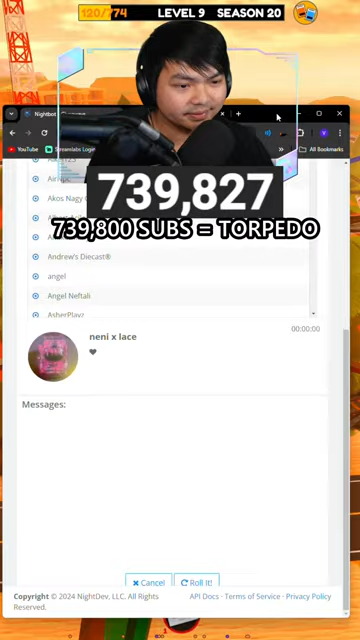 120/774 LEVEL 9 SEASON 20
Nightbot
YouTube Streamlabs Login All Bookmarks
739,827
739,800 SUBS = TORPEDO
Akos Nagy
Andrew's Diecast®
angel
Angel Neftali
AsherPlayz
00:00:00
neni x lace
❤
Messages:
Cancel Roll It!
Copyright © 2024 NightDev, LLC. All Rights Reserved.
API Docs - Terms of Service - Privacy Policy